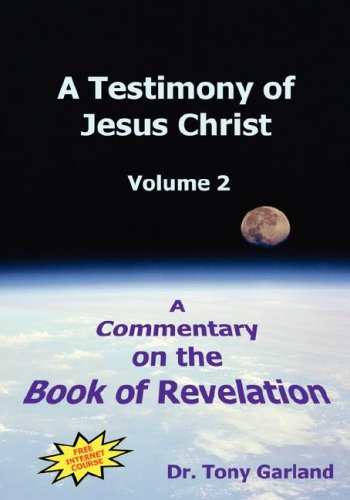 A Testimony of
Jesus Christ
Volume 2
A
Commentary
on the
Book of Revelation
FREE
INTERNET
COURSE
Dr. Tony Garland